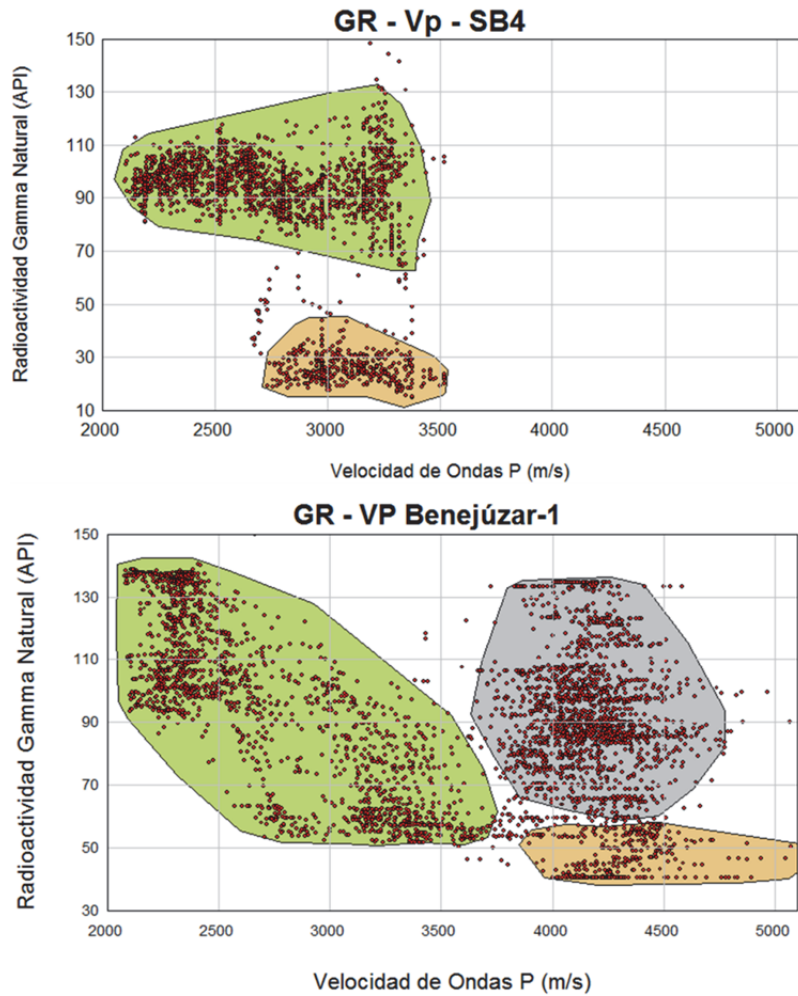 GR - Vp - SB4
Radioactividad Gamma Natural (API)
150
130
110
90
70
50
30
10
2000 2500 3000 3500 4000 4500 5000
Velocidad de Ondas P (m/s)
GR - VP Benejúzar-1
Radioactividad Gamma Natural (API)
150
130
110
90
70
50
30
2000 2500 3000 3500 4000 4500 5000
Velocidad de Ondas P (m/s)